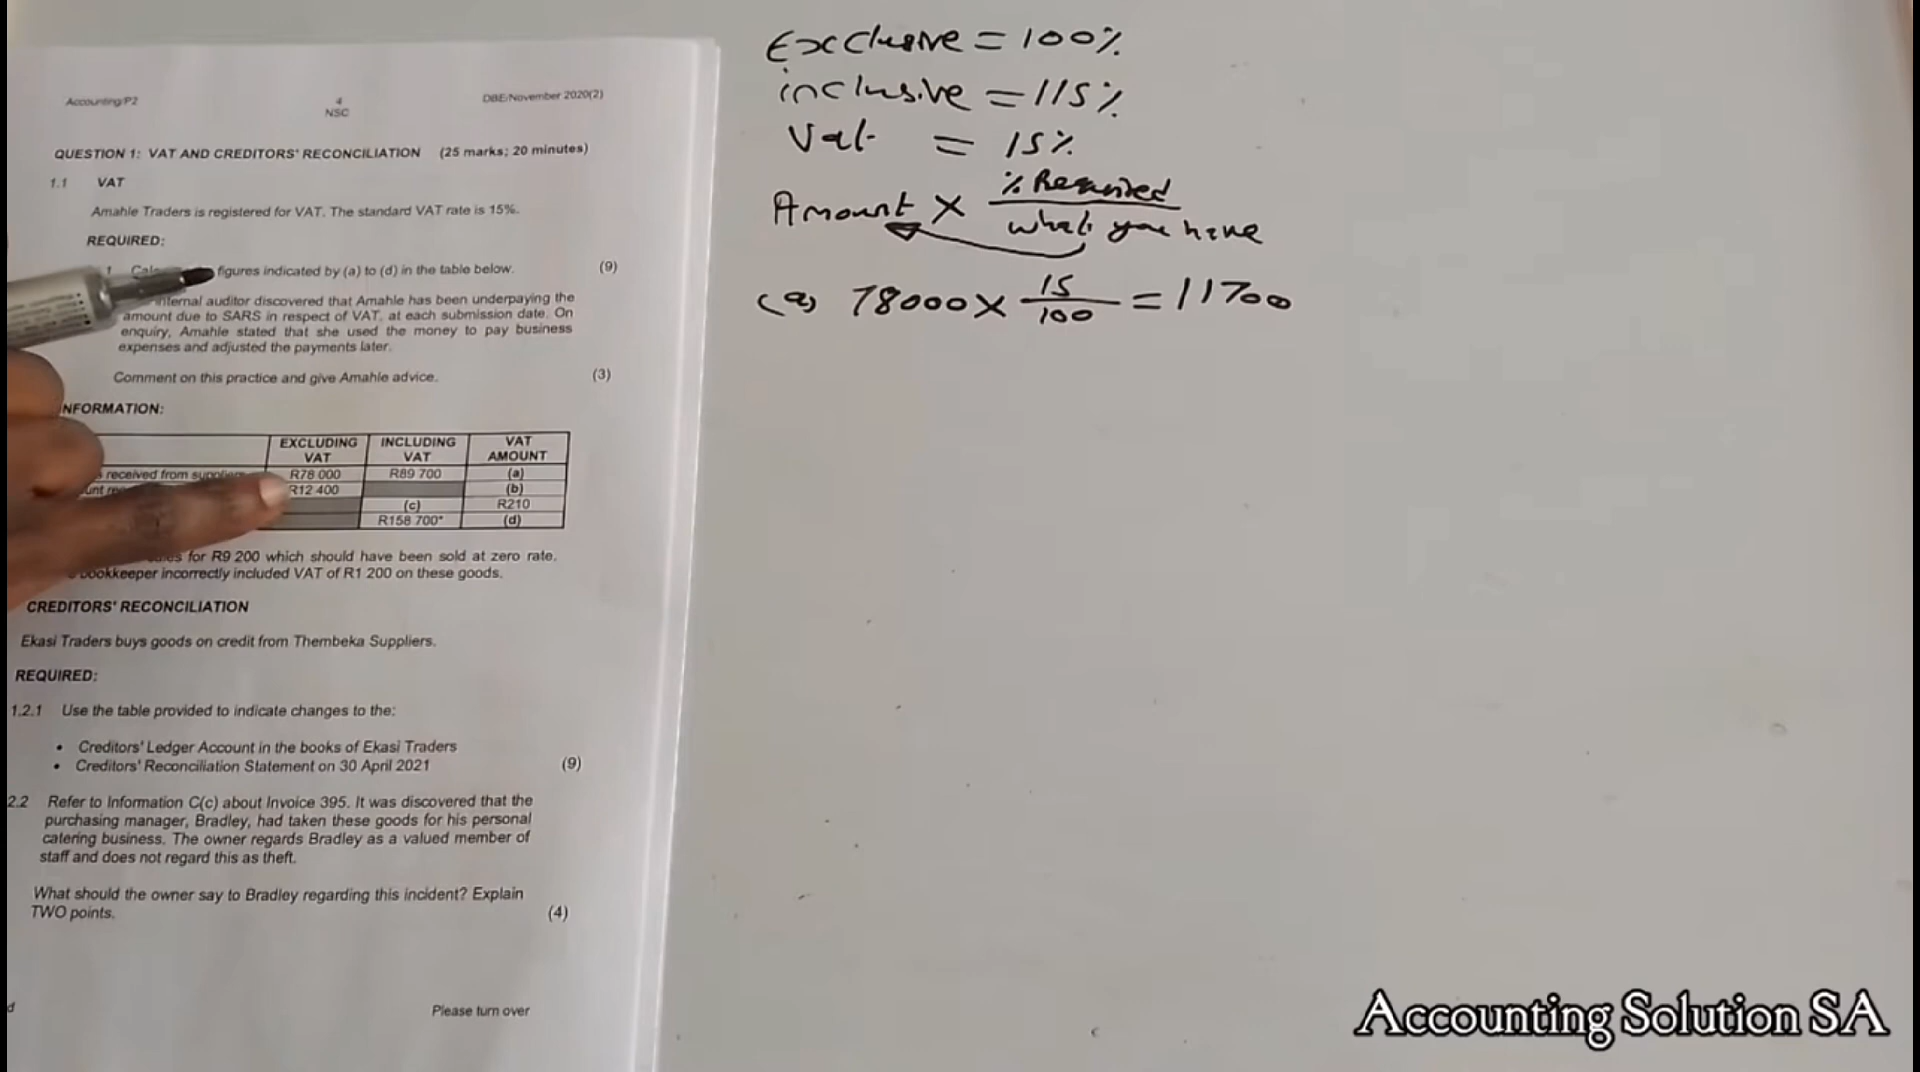 Accounting/P2
4
NSC
DBE/November 2020(2)
QUESTION 1: VAT AND CREDITORS' RECONCILIATION (25 marks; 20 minutes)
1.1 VAT
Amahle Traders is registered for VAT. The standard VAT rate is 15%.
REQUIRED:
figures indicated by (a) to (d) in the table below. (9)
internal auditor discovered that Amahle has been underpaying the
amount due to SARS in respect of VAT, at each submission date. On
enquiry, Amahle stated that she used the money to pay business
expenses and adjusted the payments later.
Comment on this practice and give Amahle advice. (3)
NFORMATION:
EXCLUDING VAT INCLUDING VAT VAT AMOUNT
received from suppliers R78 000 R89 700 (a)
R12 400 (b)
(c) R210
R158 700* (d)
for R9 200 which should have been sold at zero rate.
bookkeeper incorrectly included VAT of R1 200 on these goods.
CREDITORS' RECONCILIATION
Ekasi Traders buys goods on credit from Thembeka Suppliers.
REQUIRED:
1.2.1 Use the table provided to indicate changes to the:
• Creditors' Ledger Account in the books of Ekasi Traders
• Creditors' Reconciliation Statement on 30 April 2021 (9)
2.2 Refer to Information C(c) about Invoice 395. It was discovered that the
purchasing manager, Bradley, had taken these goods for his personal
catering business. The owner regards Bradley as a valued member of
staff and does not regard this as theft.
What should the owner say to Bradley regarding this incident? Explain
TWO points. (4)
Please turn over
Exclusive = 100%
inclusive = 115%
Vat = 15%
Amount × % Required / what you have
(a) 78000 × 15/100 = 11700
Accounting Solution SA